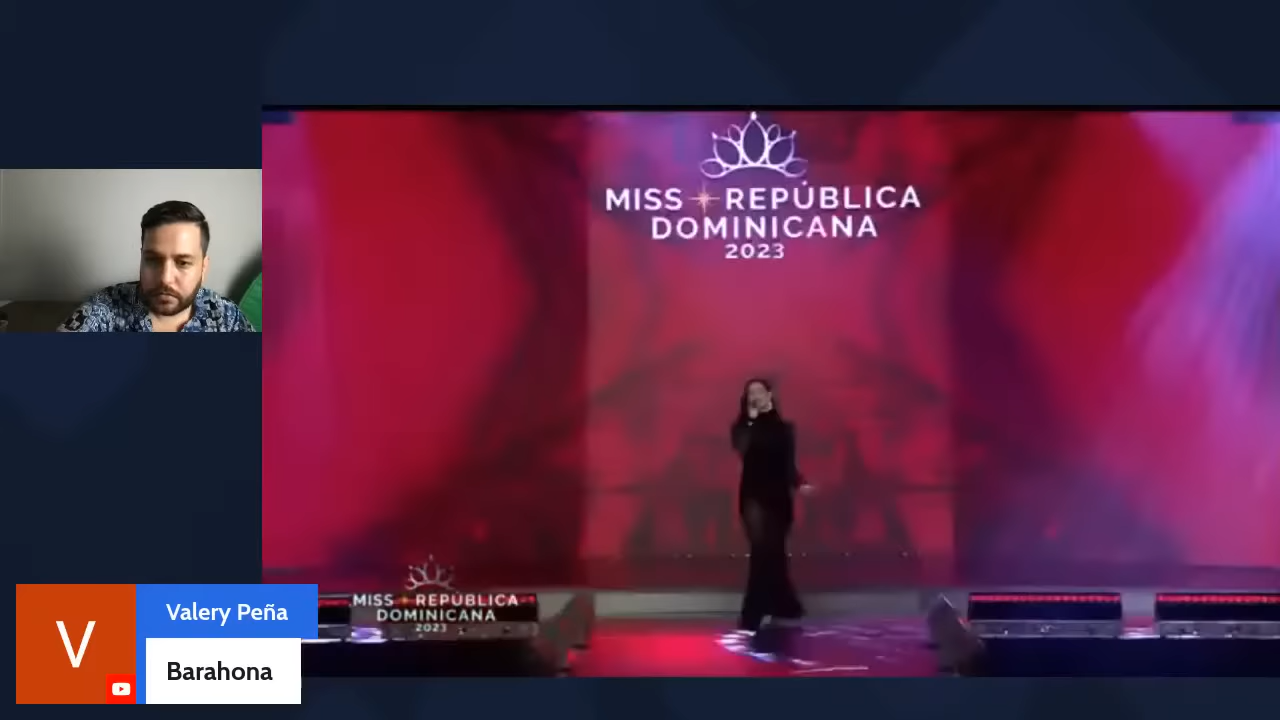 MISS REPÚBLICA
DOMINICANA
2023
MISS REPÚBLICA
DOMINICANA
2023
V
Valery Peña
Barahona